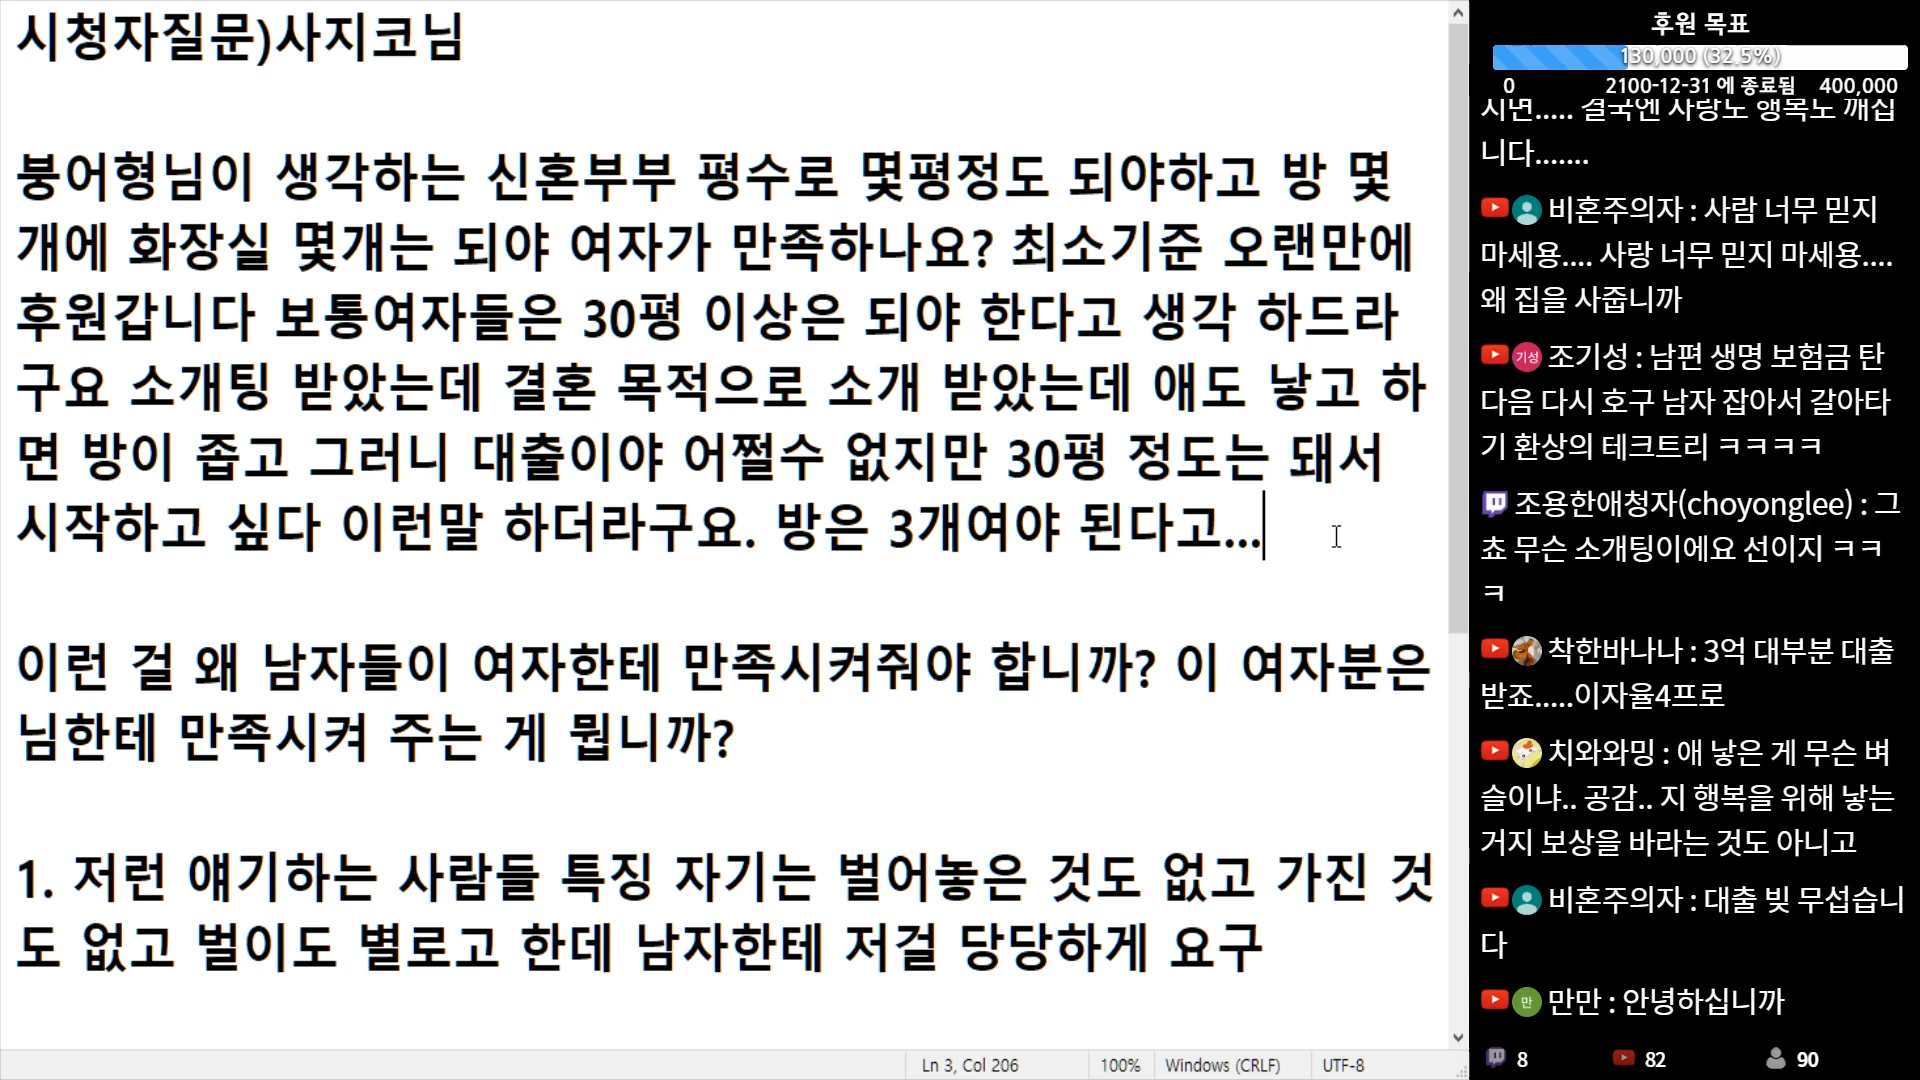 시청자질문)사지코님
붕어형님이 생각하는 신혼부부 평수로 몇평정도 되야하고 방 몇
개에 화장실 몇개는 되야 여자가 만족하나요? 최소기준 오랜만에
후원갑니다 보통여자들은 30평 이상은 되야 한다고 생각 하드라
구요 소개팅 받았는데 결혼 목적으로 소개 받았는데 애도 낳고 하
면 방이 좁고 그러니 대출이야 어쩔수 없지만 30평 정도는 돼서
시작하고 싶다 이런말 하더라구요. 방은 3개여야 된다고...
이런 걸 왜 남자들이 여자한테 만족시켜줘야 합니까? 이 여자분은
님한테 만족시켜 주는 게 뭡니까?
1. 저런 얘기하는 사람들 특징 자기는 벌어놓은 것도 없고 가진 것
도 없고 벌이도 별로고 한데 남자한테 저걸 당당하게 요구
Ln 3, Col 206
100%
Windows (CRLF)
UTF-8
후원 목표
130,000 (32.5%)
0 2100-12-31 에 종료됨 400,000
시면..... 결국엔 사랑도 행복도 깨집
니다.......
비혼주의자 : 사람 너무 믿지
마세용.... 사랑 너무 믿지 마세용....
왜 집을 사줍니까
기성 조기성 : 남편 생명 보험금 탄
다음 다시 호구 남자 잡아서 갈아타
기 환상의 테크트리 ㅋㅋㅋㅋ
조용한애청자(choyonglee) : 그
쵸 무슨 소개팅이에요 선이지 ㅋㅋ
ㅋ
착한바나나 : 3억 대부분 대출
받죠.....이자율4프로
치와와밍 : 애 낳은 게 무슨 벼
슬이냐.. 공감.. 지 행복을 위해 낳는
거지 보상을 바라는 것도 아니고
비혼주의자 : 대출 빚 무섭습니
다
만 만만 : 안녕하십니까
8 82 90